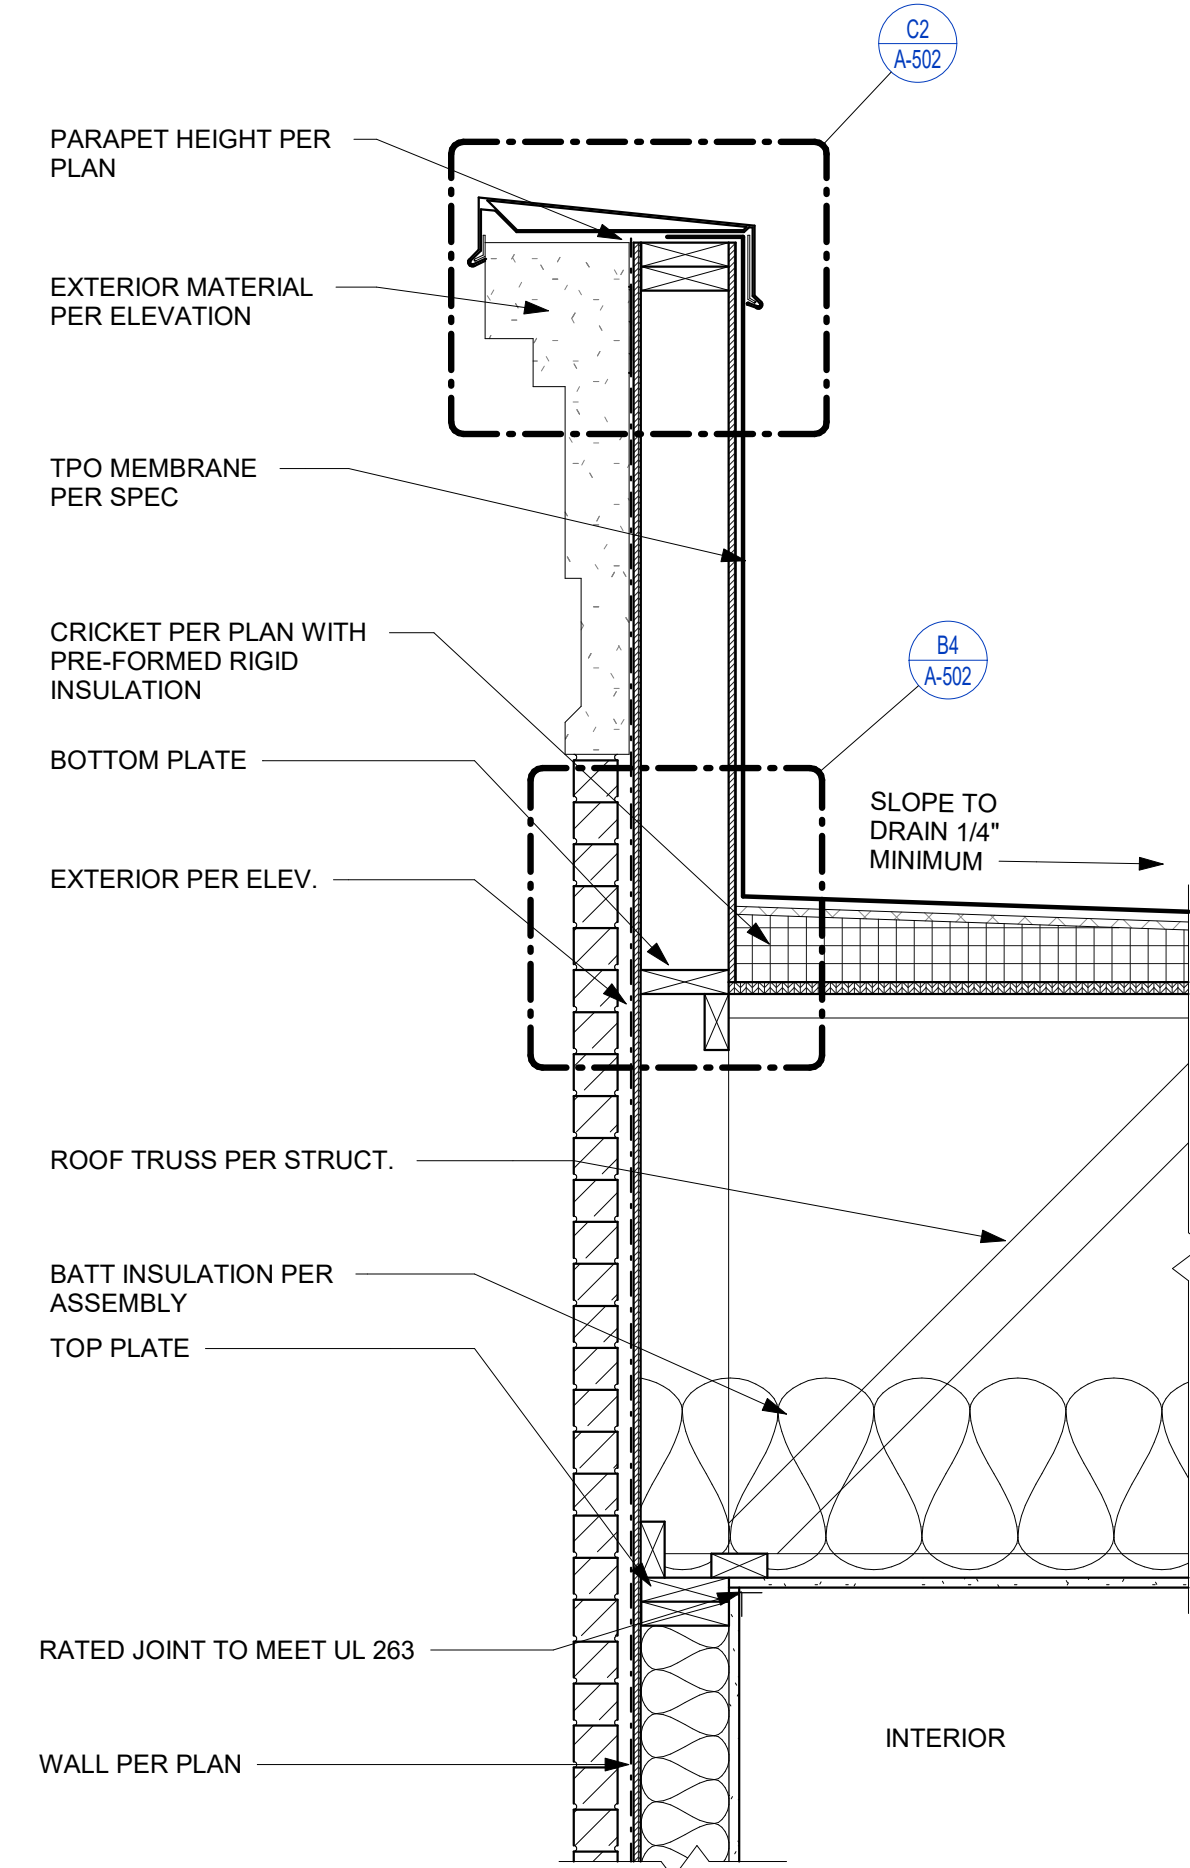 C2
A-502
PARAPET HEIGHT PER
PLAN
EXTERIOR MATERIAL
PER ELEVATION
TPO MEMBRANE
PER SPEC
CRICKET PER PLAN WITH
PRE-FORMED RIGID
INSULATION
B4
A-502
BOTTOM PLATE
SLOPE TO
DRAIN 1/4"
MINIMUM
EXTERIOR PER ELEV.
ROOF TRUSS PER STRUCT.
BATT INSULATION PER
ASSEMBLY
TOP PLATE
RATED JOINT TO MEET UL 263
INTERIOR
WALL PER PLAN